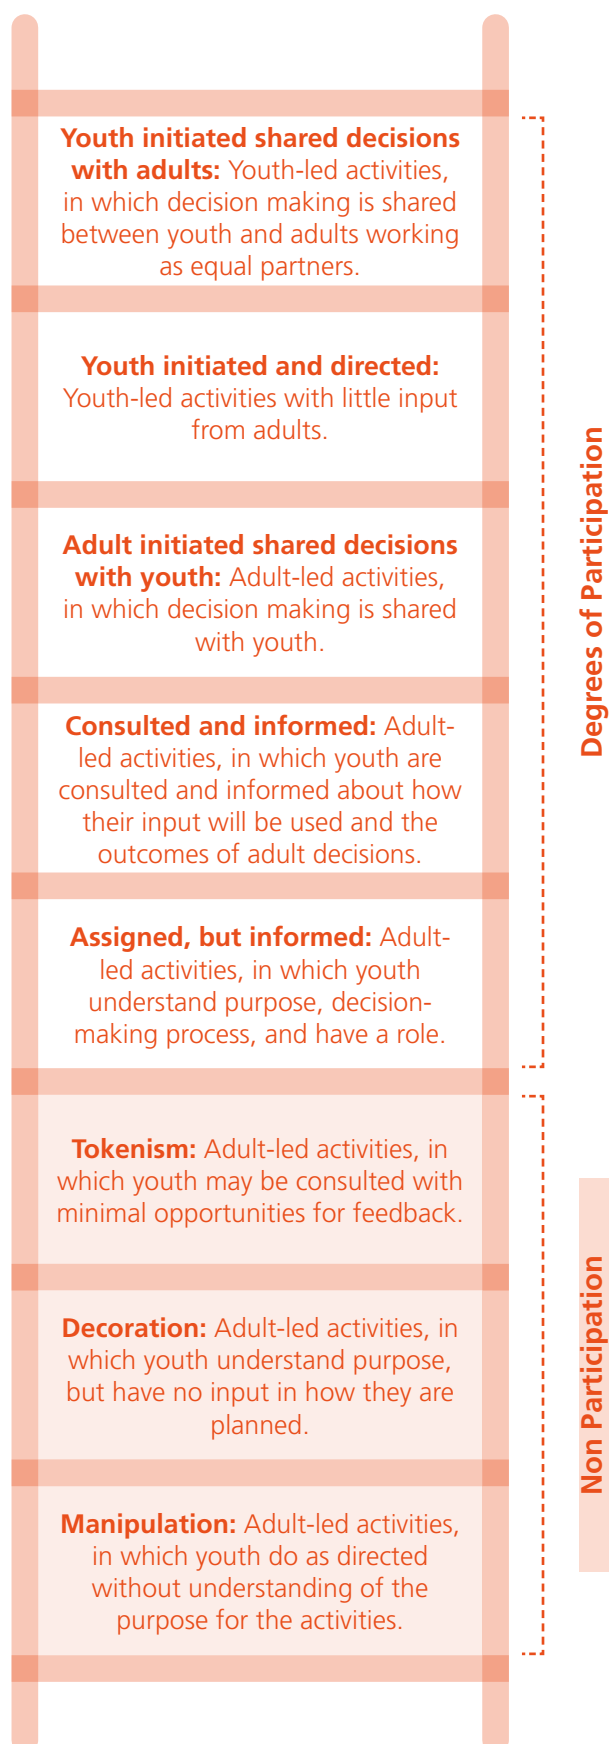 Youth initiated shared decisions
with adults: Youth-led activities,
in which decision making is shared
between youth and adults working
as equal partners.
Youth initiated and directed:
Youth-led activities with little input
from adults.
Adult initiated shared decisions
with youth: Adult-led activities,
in which decision making is shared
with youth.
Consulted and informed: Adult-
led activities, in which youth are
consulted and informed about how
their input will be used and the
outcomes of adult decisions.
Assigned, but informed: Adult-
led activities, in which youth
understand purpose, decision-
making process, and have a role.
Degrees of Participation
Tokenism: Adult-led activities, in
which youth may be consulted with
minimal opportunities for feedback.
Decoration: Adult-led activities, in
which youth understand purpose,
but have no input in how they are
planned.
Manipulation: Adult-led activities,
in which youth do as directed
without understanding of the
purpose for the activities.
Non Participation